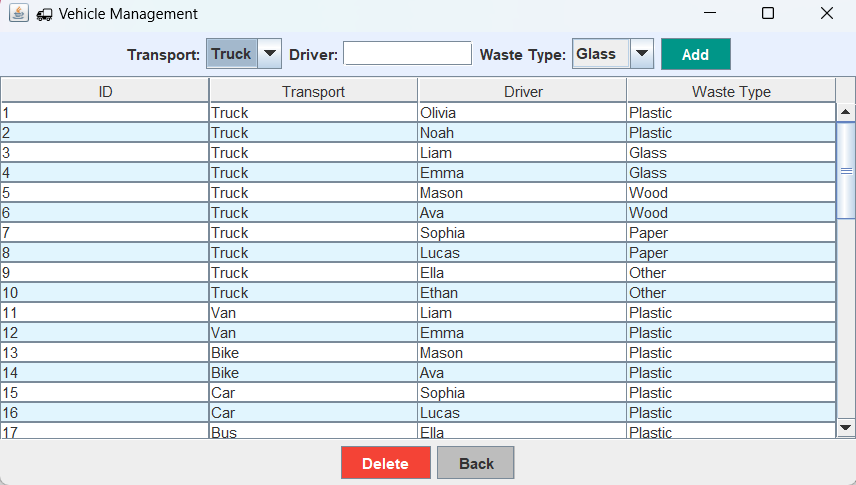 Vehicle Management
Transport: Truck Driver: Waste Type: Glass Add
ID Transport Driver Waste Type
1 Truck Olivia Plastic
2 Truck Noah Plastic
3 Truck Liam Glass
4 Truck Emma Glass
5 Truck Mason Wood
6 Truck Ava Wood
7 Truck Sophia Paper
8 Truck Lucas Paper
9 Truck Ella Other
10 Truck Ethan Other
11 Van Liam Plastic
12 Van Emma Plastic
13 Bike Mason Plastic
14 Bike Ava Plastic
15 Car Sophia Plastic
16 Car Lucas Plastic
17 Bus Ella Plastic
Delete Back